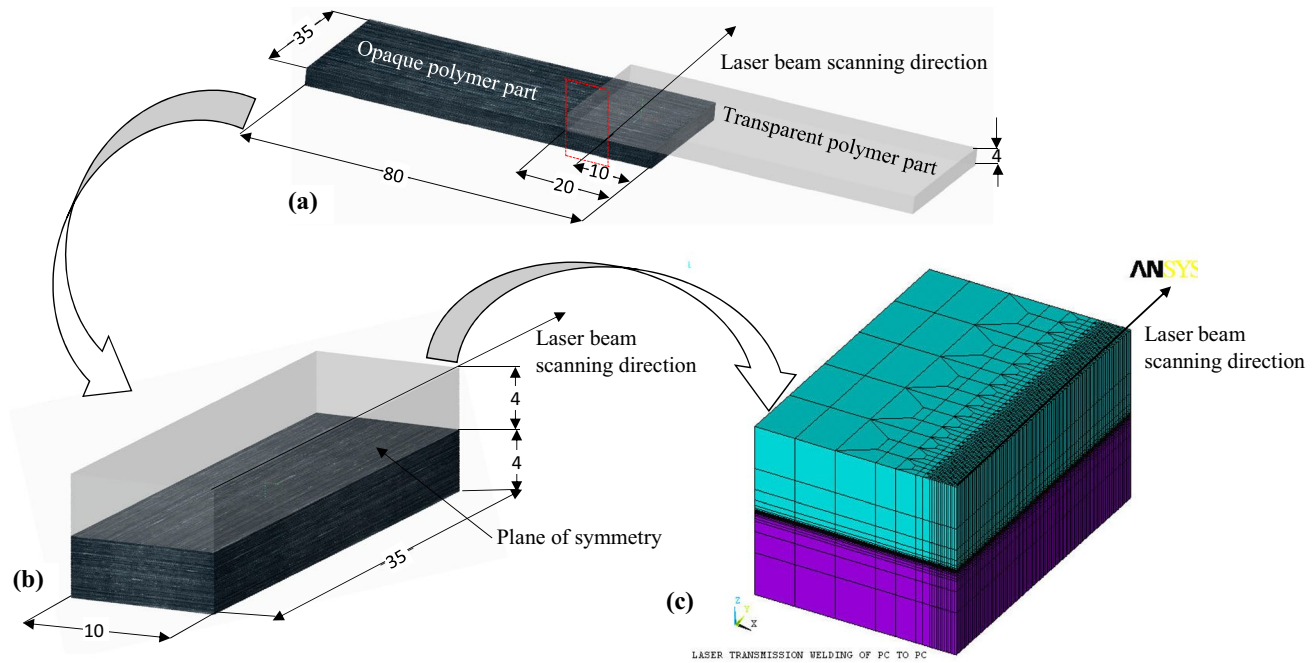 35
Opaque polymer part
Laser beam scanning direction
Transparent polymer part
4
10
20
80
(a)
ANSYS
Laser beam
scanning direction
Laser beam
scanning direction
4
4
Plane of symmetry
35
(b)
10
(c)
Z
Y
X
LASER TRANSMISSION WELDING OF PC TO PC